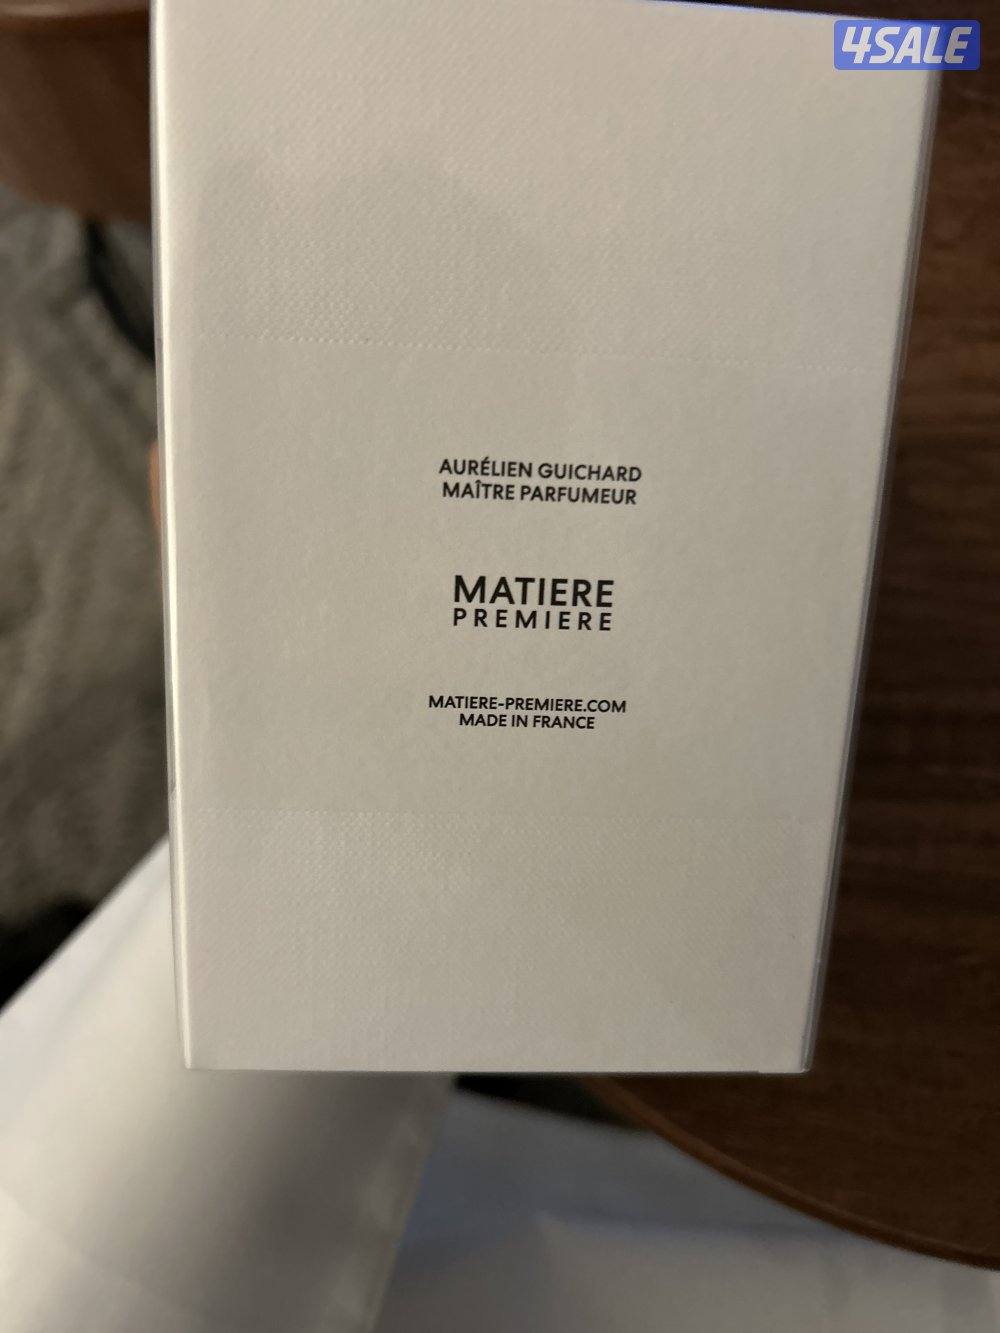 4SALE
AURÉLIEN GUICHARD
MAÎTRE PARFUMEUR
MATIERE
PREMIERE
MATIERE-PREMIERE.COM
MADE IN FRANCE